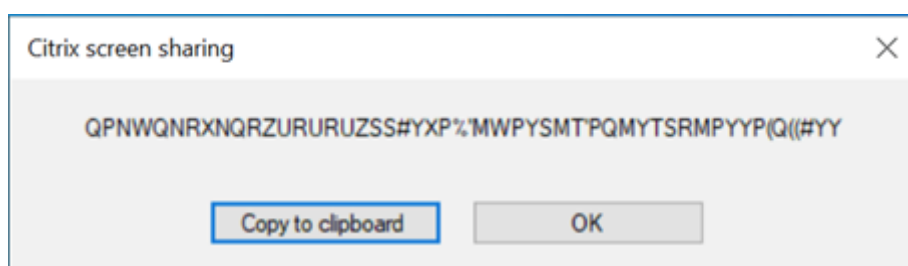 Citrix screen sharing
QPNWQNRXNQRZURURUZSS#YXP%'MWPYSMT'PQMYTSRMPYYP(Q((#YY
Copy to clipboard OK